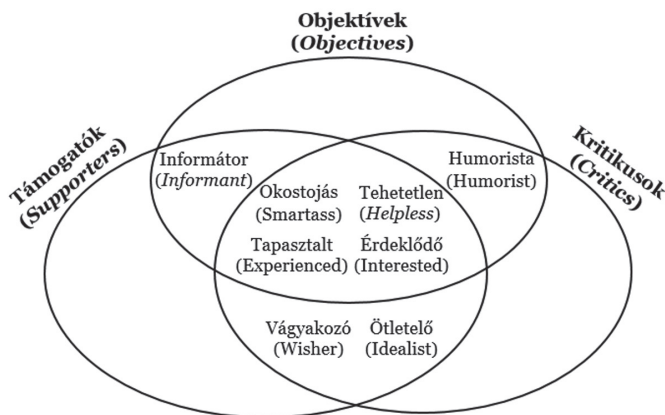 Objektívek
(Objectives)
Támogatók
(Supporters)
Kritikusok
(Critics)
Informátor
(Informant)
Humorista
(Humorist)
Okostojás
(Smartass)
Tehetetlen
(Helpless)
Tapasztalt
(Experienced)
Érdeklődő
(Interested)
Vágyakozó
(Wisher)
Ötletelő
(Idealist)